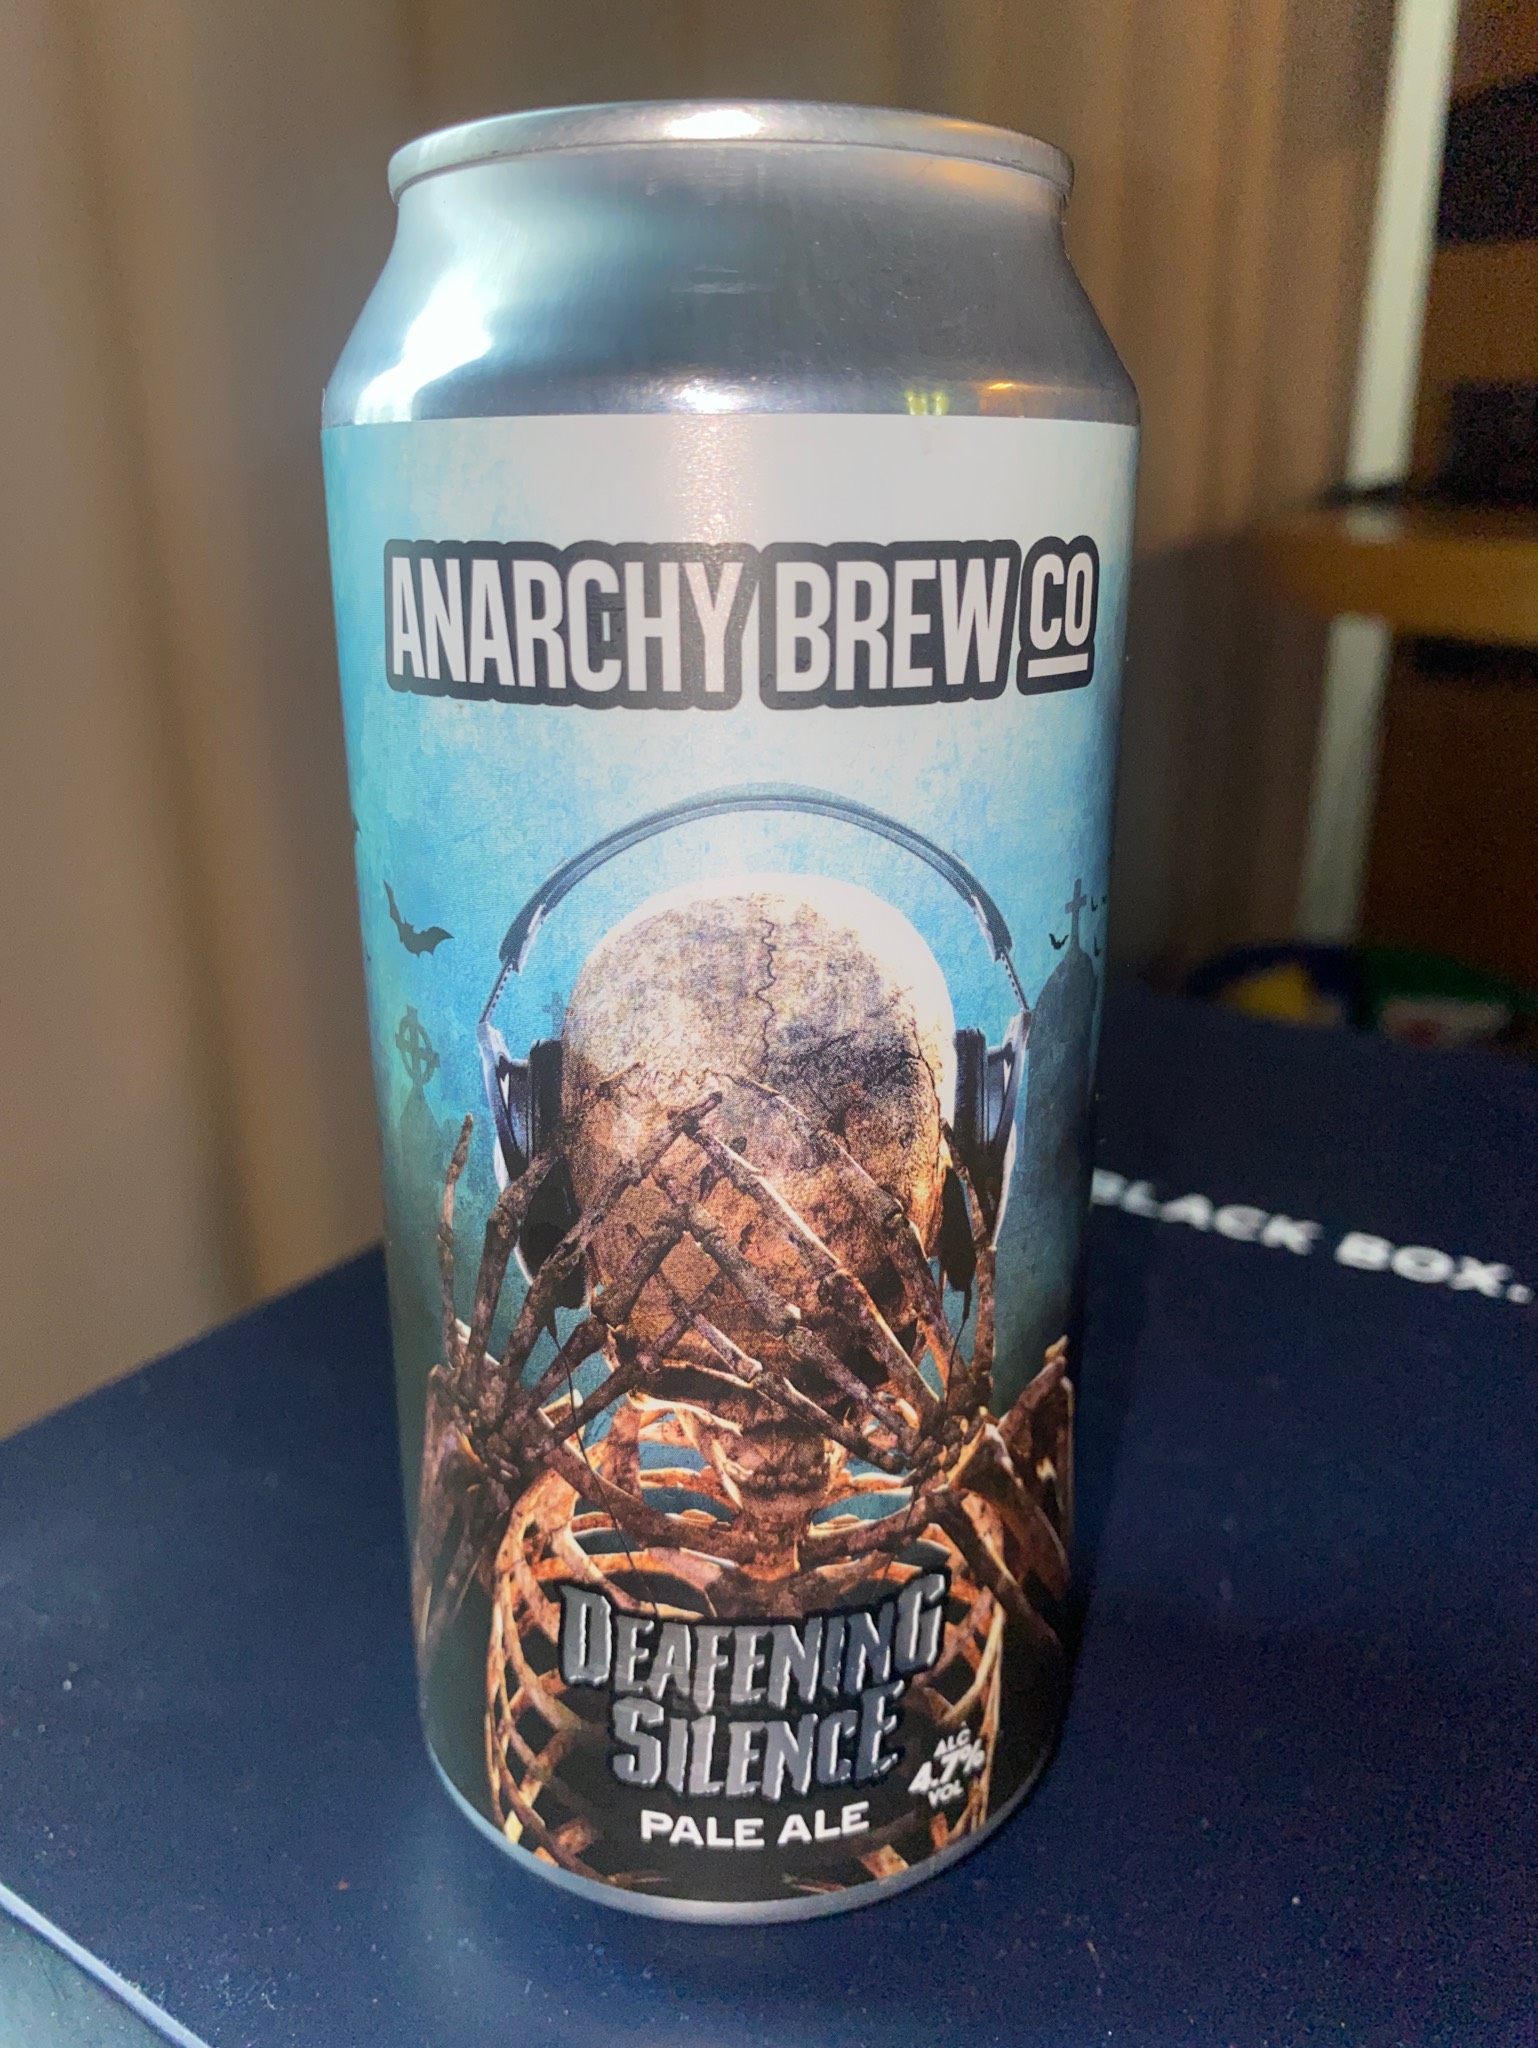 ANARCHY BREW CO
BLACK BOX.
DEAFENING
SILENCE
ALC
4.7%
VOL
PALE ALE